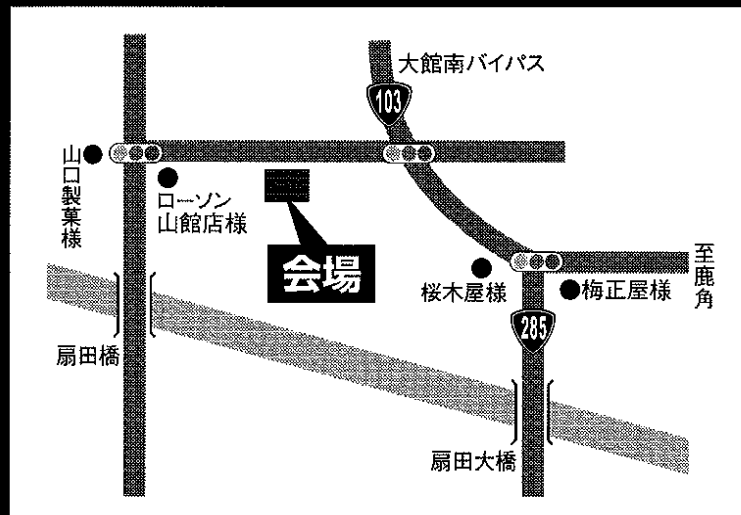 大館南バイパス
103
山口製菓様
ローソン
山館店様
会場
桜木屋様
梅正屋様
至鹿角
285
扇田橋
扇田大橋